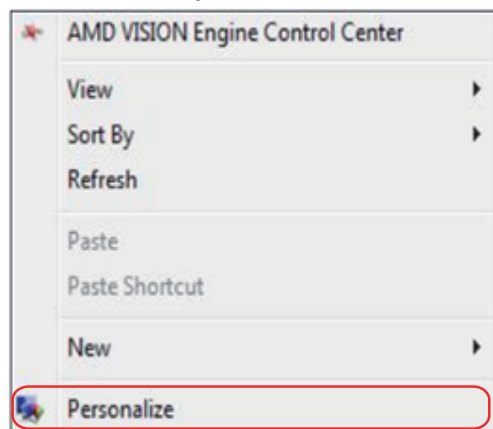 AMD VISION Engine Control Center
View
Sort By
Refresh
Paste
Paste Shortcut
New
Personalize